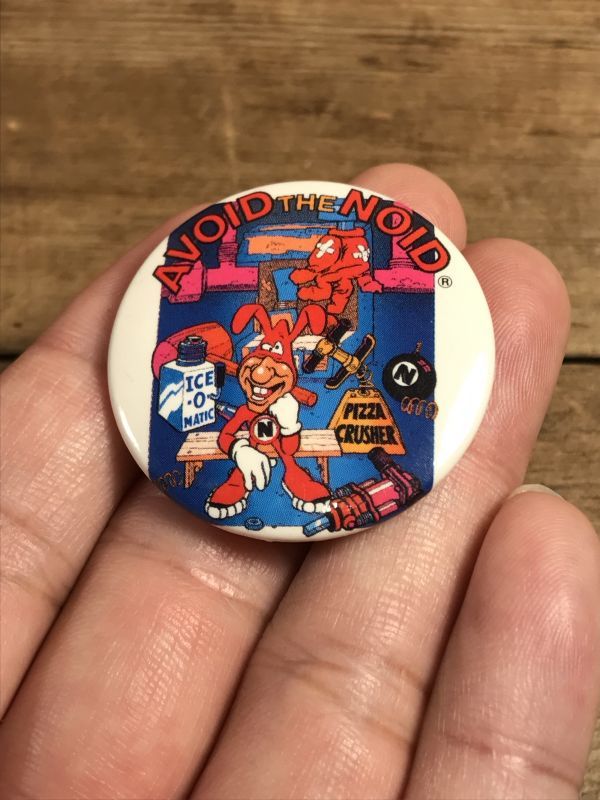 AVOID THE NOID
®
ICE
-O-
MATIC
N
PIZZA
CRUSHER
N